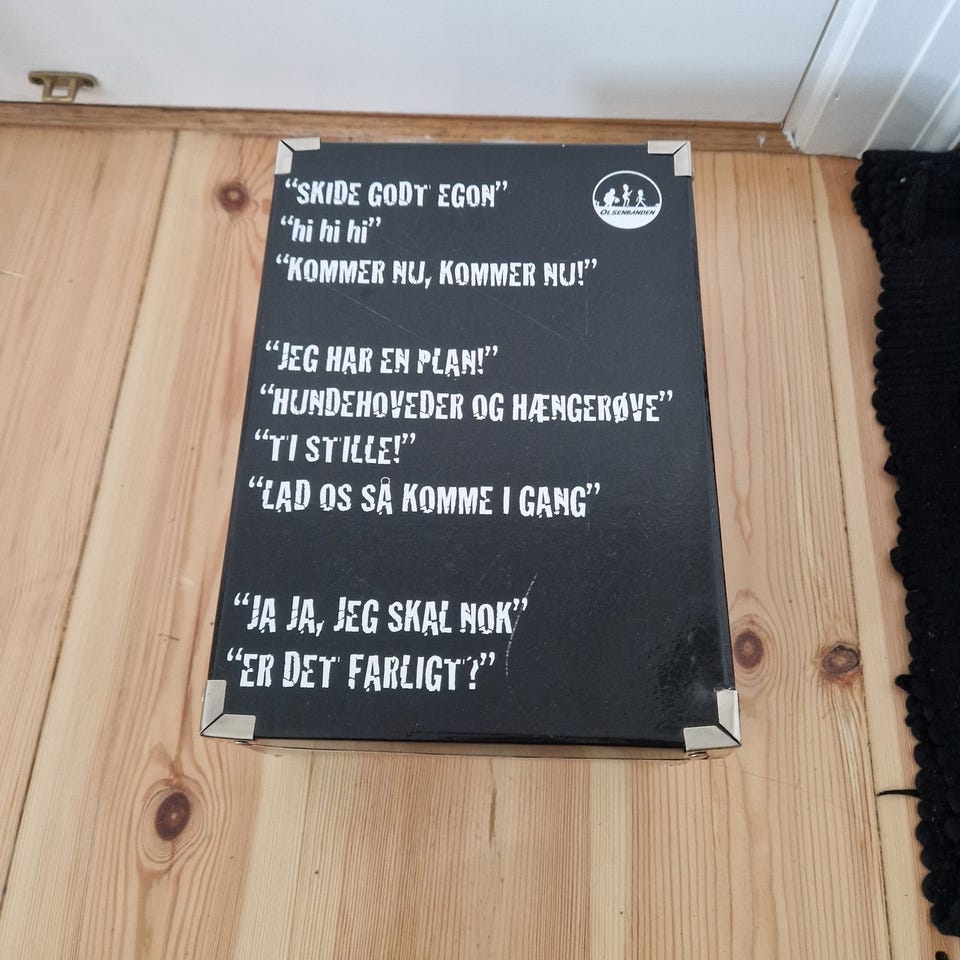 “SKIDE GODT EGON”
OLSENBANDEN
“hi hi hi”
“KOMMER NU, KOMMER NU!”
“JEG HAR EN PLAN!”
“HUNDEHOVEDER OG HÆNGERØVE”
“TI STILLE!”
“LAD OS SÅ KOMME I GANG”
“JA JA, JEG SKAL NOK”
“ER DET FARLIGT?”